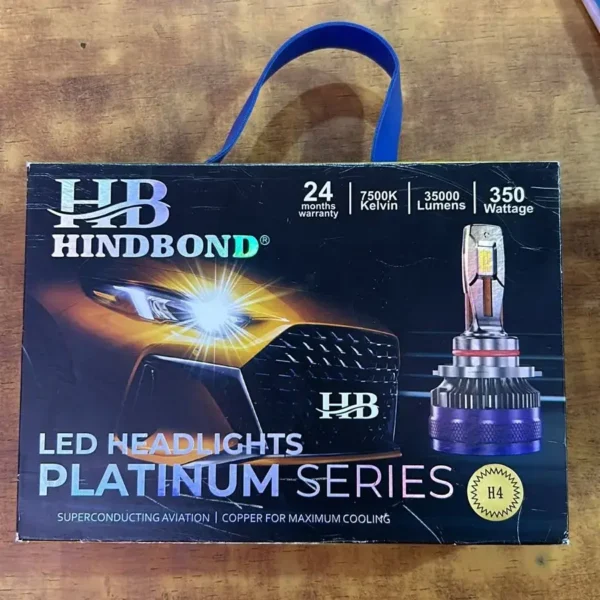 HB
HINDBOND®
24
months
warranty
7500K
Kelvin
35000
Lumens
350
Wattage
HB
LED HEADLIGHTS
PLATINUM SERIES
H4
SUPERCONDUCTING AVIATION | COPPER FOR MAXIMUM COOLING